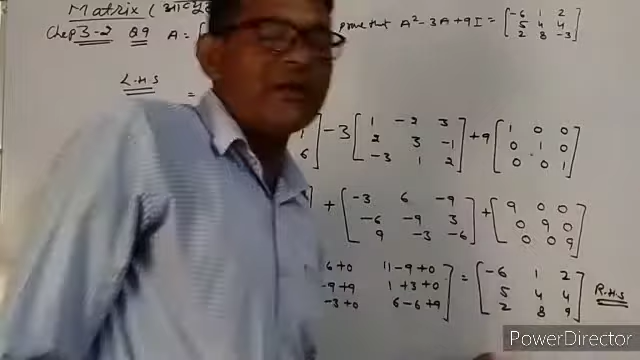 Matrix (
Chep 3-2 Q9 A = [ prove that A² - 3A + 9I = [ -6 1 2
5 4 4
2 8 -3 ]
L.H.S
=
1
6 ] - 3 [ 1 -2 3
2 3 -1
-3 1 2 ] + 9 [ 1 0 0
0 1 0
0 0 1 ]
] + [ -3 6 -9
-6 -9 3
9 -3 -6 ] + [ 9 0 0
0 9 0
0 0 9 ]
6+0 11-9+0
-9+9 1+3+0
-3+0 6-6+9 ] = [ -6 1 2
5 4 4
2 8 9 ] R.H.S
PowerDirector